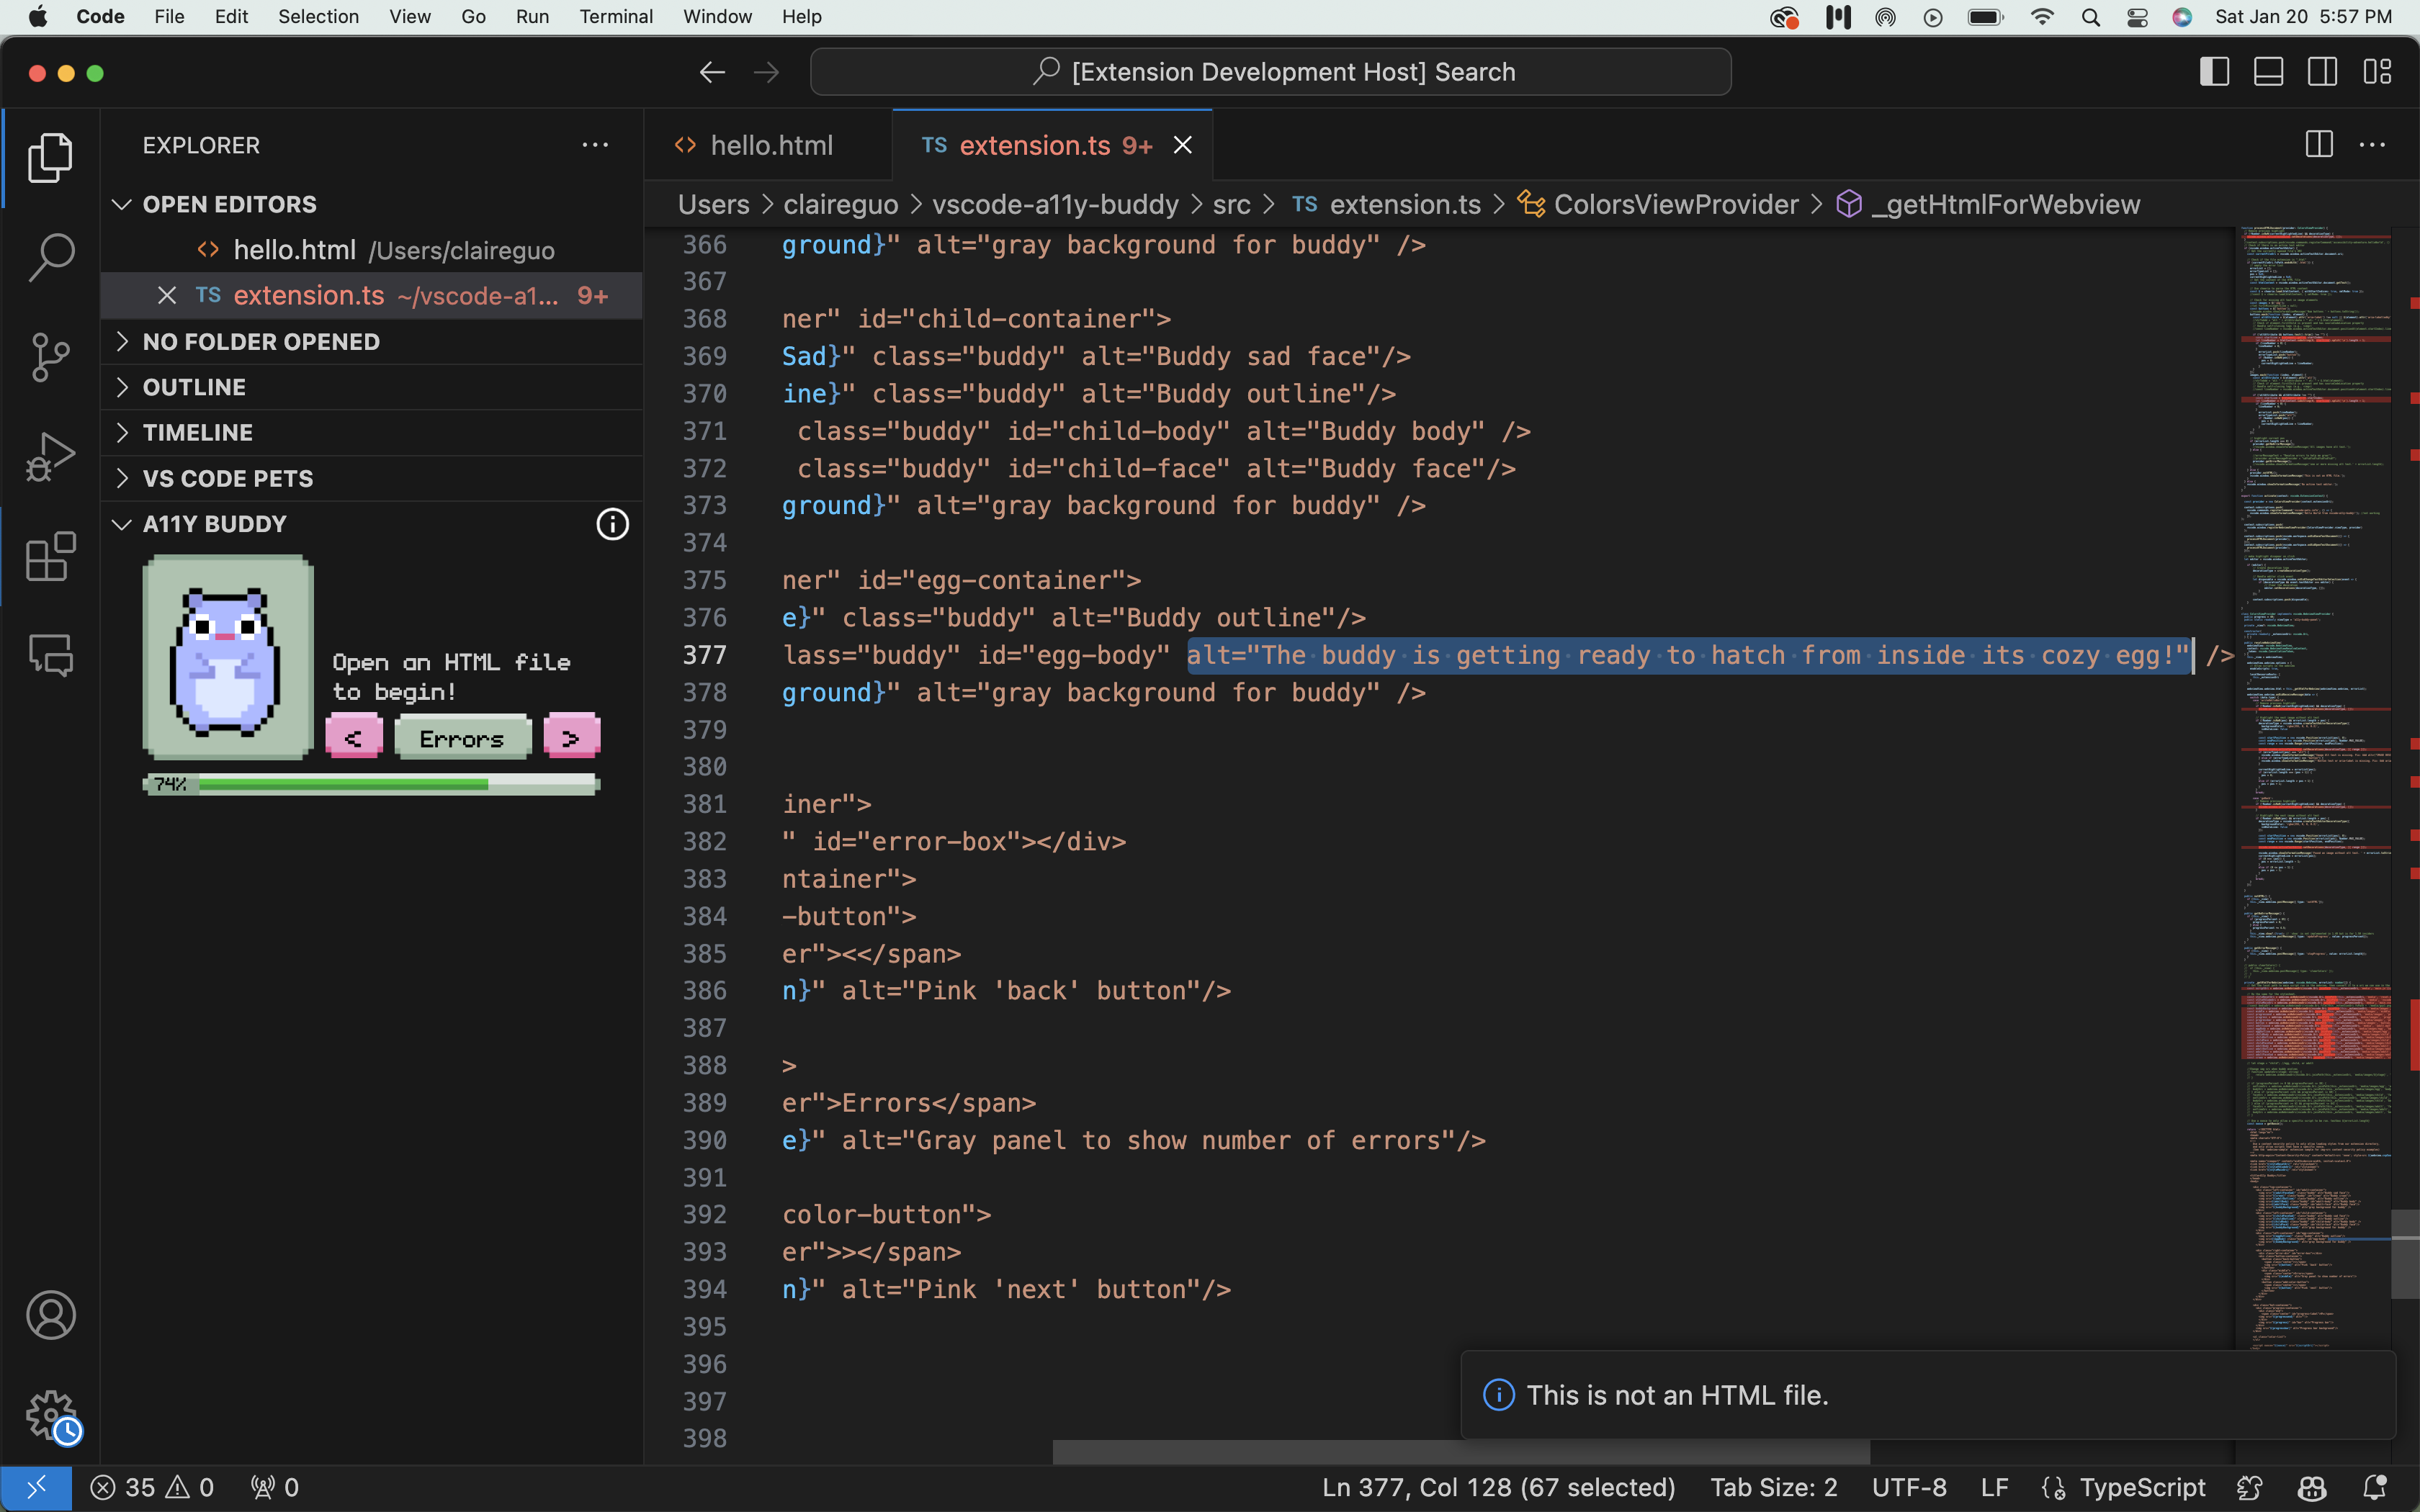 Code File Edit Selection View Go Run Terminal Window Help Sat Jan 20 5:57 PM
[Extension Development Host] Search
EXPLORER
OPEN EDITORS
hello.html /Users/claireguo
TS extension.ts ~/vscode-a1... 9+
NO FOLDER OPENED
OUTLINE
TIMELINE
VS CODE PETS
A11Y BUDDY
Open an HTML file
to begin!
< Errors >
74%
hello.html TS extension.ts 9+
Users > claireguo > vscode-a11y-buddy > src > TS extension.ts > ColorsViewProvider > _getHtmlForWebview
366 ground}" alt="gray background for buddy" />
367
368 ner" id="child-container">
369 Sad}" class="buddy" alt="Buddy sad face"/>
370 ine}" class="buddy" alt="Buddy outline"/>
371 class="buddy" id="child-body" alt="Buddy body" />
372 class="buddy" id="child-face" alt="Buddy face"/>
373 ground}" alt="gray background for buddy" />
374
375 ner" id="egg-container">
376 e}" class="buddy" alt="Buddy outline"/>
377 lass="buddy" id="egg-body" alt="The buddy is getting ready to hatch from inside its cozy egg!" />
378 ground}" alt="gray background for buddy" />
379
380
381 iner">
382 " id="error-box"></div>
383 ntainer">
384 -button">
385 er"><</span>
386 n}" alt="Pink 'back' button"/>
387
388 >
389 er">Errors</span>
390 e}" alt="Gray panel to show number of errors"/>
391
392 color-button">
393 er">></span>
394 n}" alt="Pink 'next' button"/>
395
396
397
398
This is not an HTML file.
35 0 0 Ln 377, Col 128 (67 selected) Tab Size: 2 UTF-8 LF TypeScript